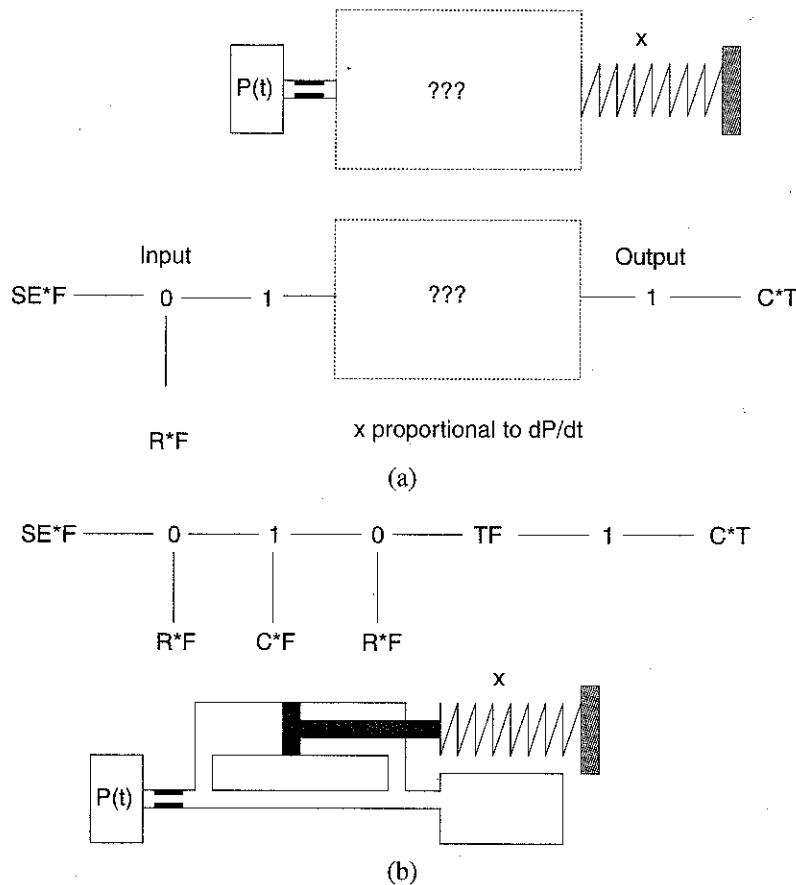 x
P(t)
???
Input
Output
SE*F 0 1 ??? 1 C*T
R*F
x proportional to dP/dt
(a)
SE*F 0 1 0 TF 1 C*T
R*F C*F R*F
x
P(t)
(b)